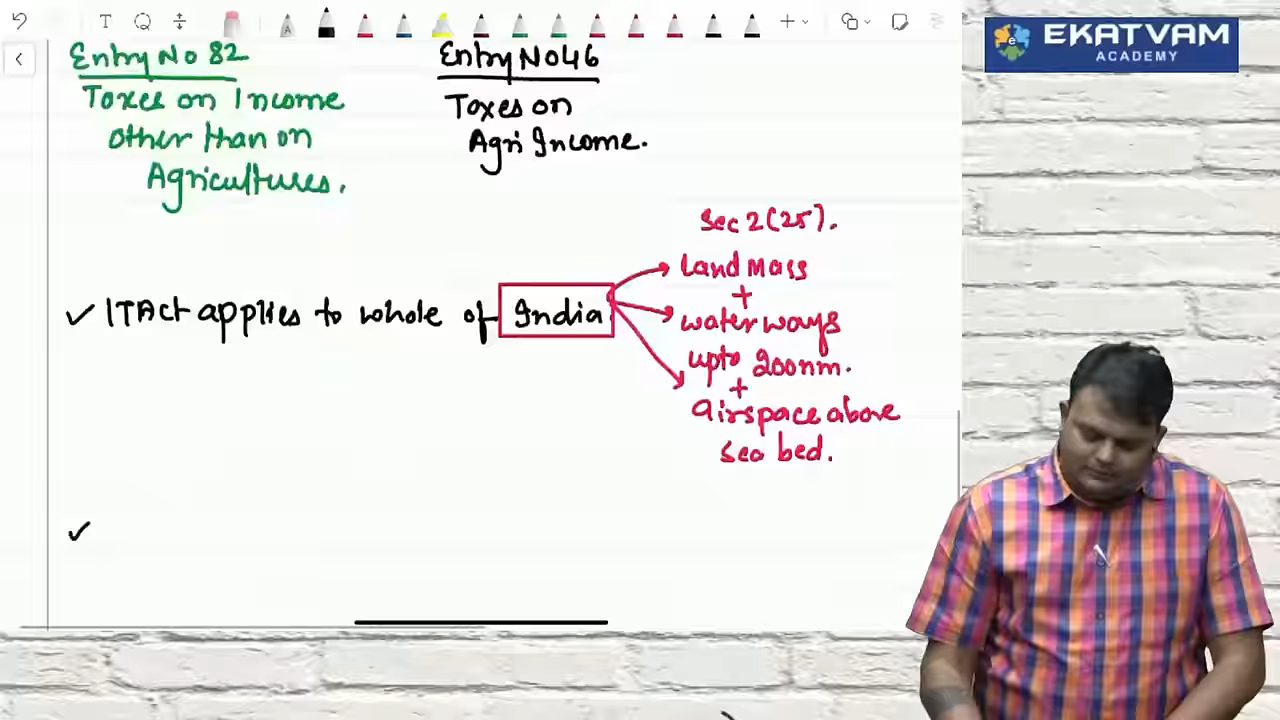 EKATVAM
ACADEMY
Entry No 82
Taxes on Income
other than on
Agricultures.
Entry No 46
Taxes on
Agri Income.
Sec 2(25).
Land Mass
+
water ways
upto 200nm.
+
airspace above
sea bed.
✓ ITAct applies to whole of India
✓